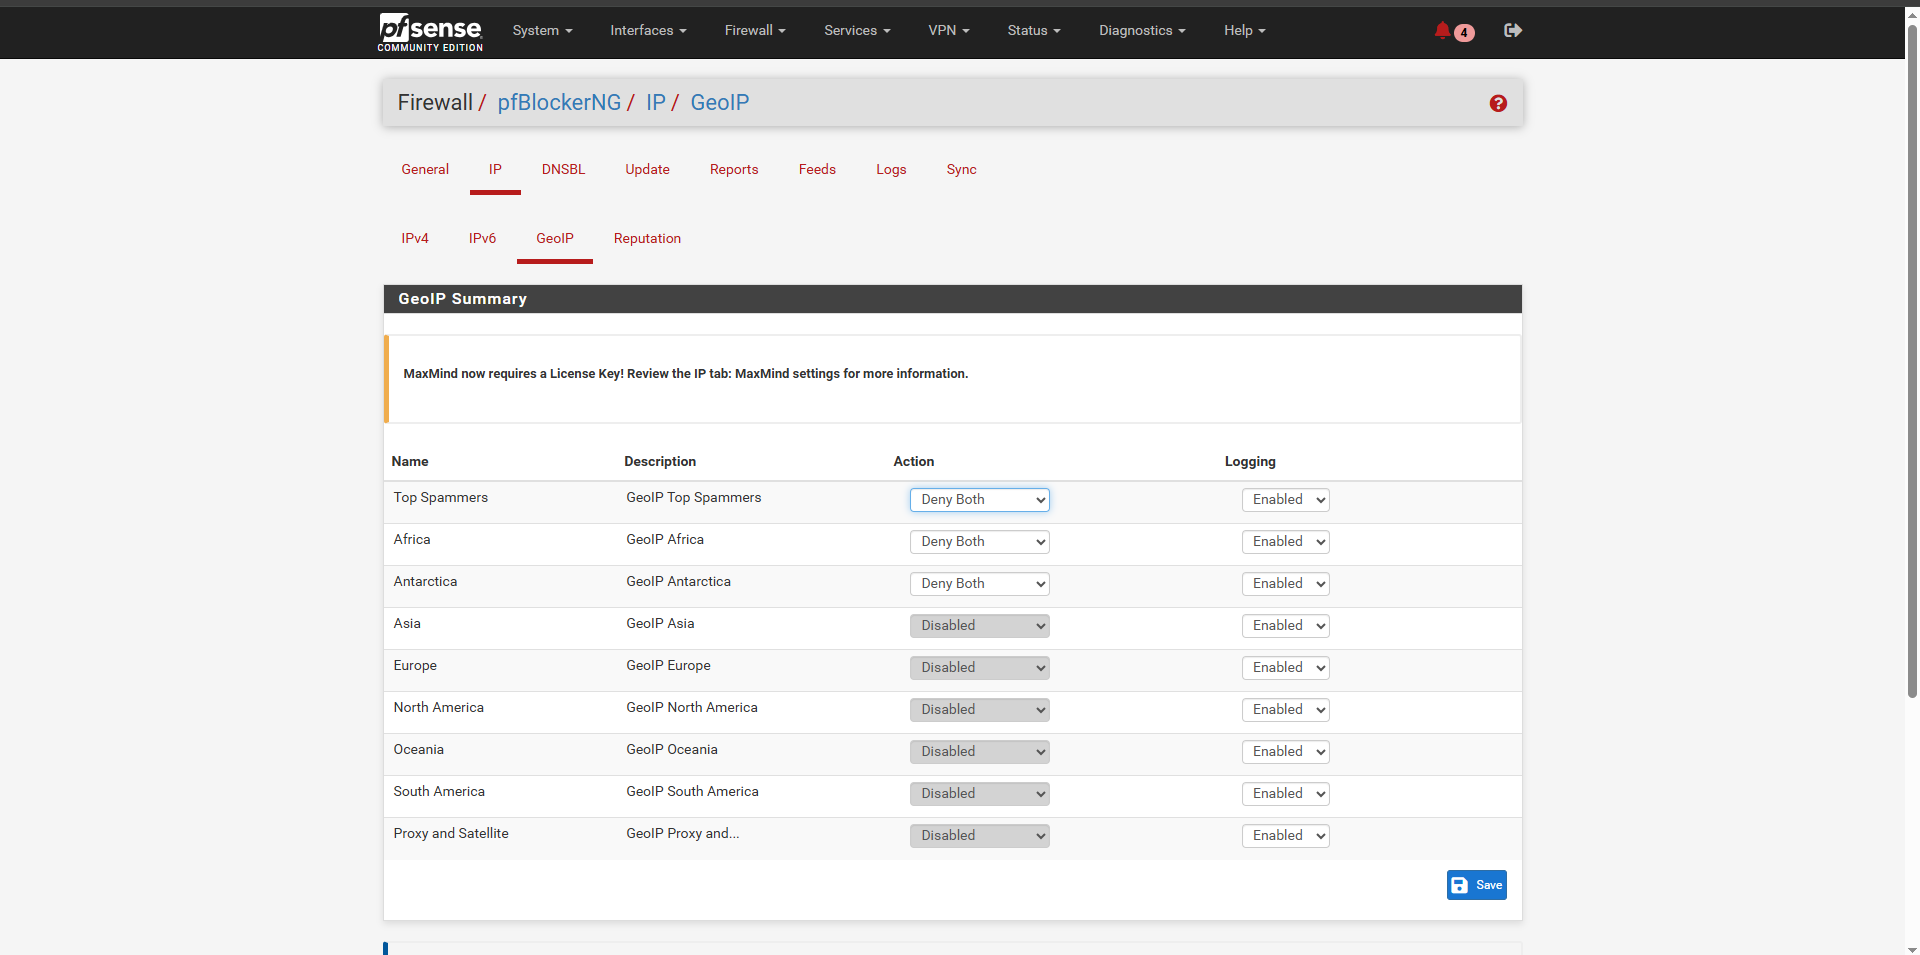 pfsense System Interfaces Firewall Services VPN Status Diagnostics Help 4
COMMUNITY EDITION
Firewall / pfBlockerNG / IP / GeoIP
General IP DNSBL Update Reports Feeds Logs Sync
IPv4 IPv6 GeoIP Reputation
GeoIP Summary
MaxMind now requires a License Key! Review the IP tab: MaxMind settings for more information.
Name Description Action Logging
Top Spammers GeoIP Top Spammers Deny Both Enabled
Africa GeoIP Africa Deny Both Enabled
Antarctica GeoIP Antarctica Deny Both Enabled
Asia GeoIP Asia Disabled Enabled
Europe GeoIP Europe Disabled Enabled
North America GeoIP North America Disabled Enabled
Oceania GeoIP Oceania Disabled Enabled
South America GeoIP South America Disabled Enabled
Proxy and Satellite GeoIP Proxy and... Disabled Enabled
Save